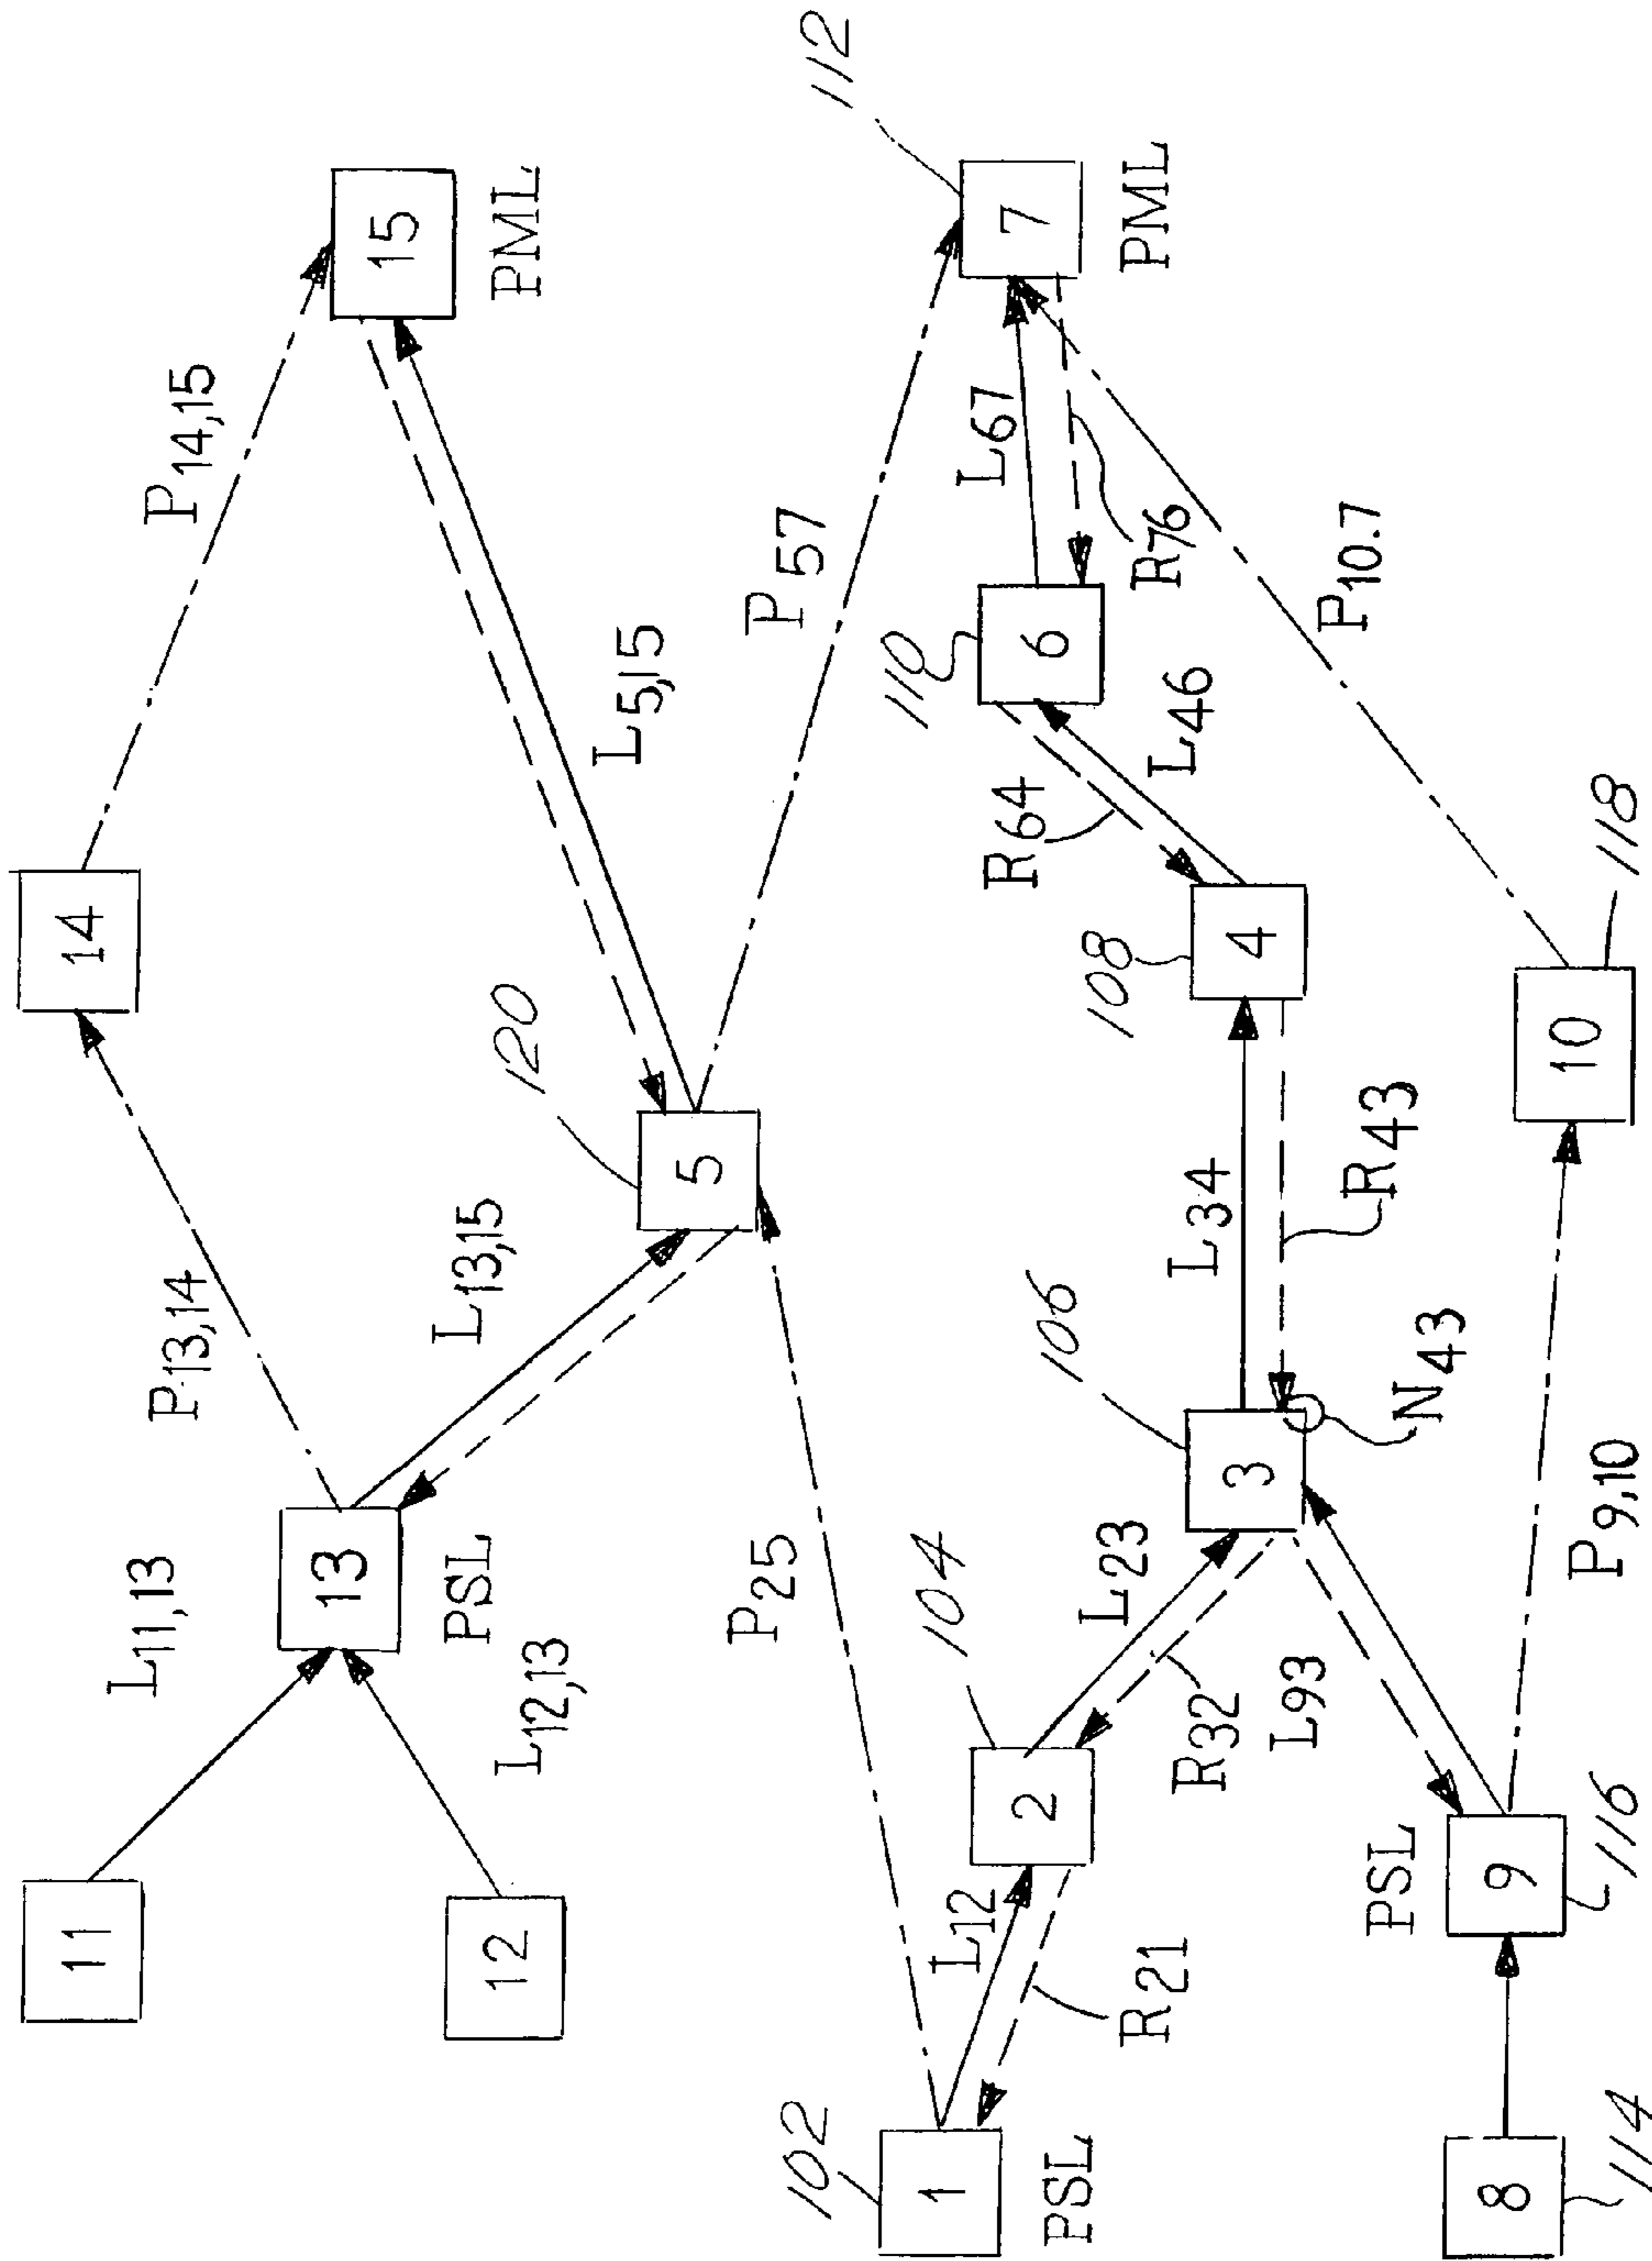 11
L11,13
12
L12,13
13
PSL
P13,14
14
P14,15
15
PML
L13,15
5
120
L5,15
P57
P25
102
1
PSL
L12
R21
2
104
L23
R32
3
106
L34
R43
N43
4
108
R64
L46
6
110
L67
R76
7
112
PML
8
114
9
116
PSL
L93
P9,10
10
118
P10.7